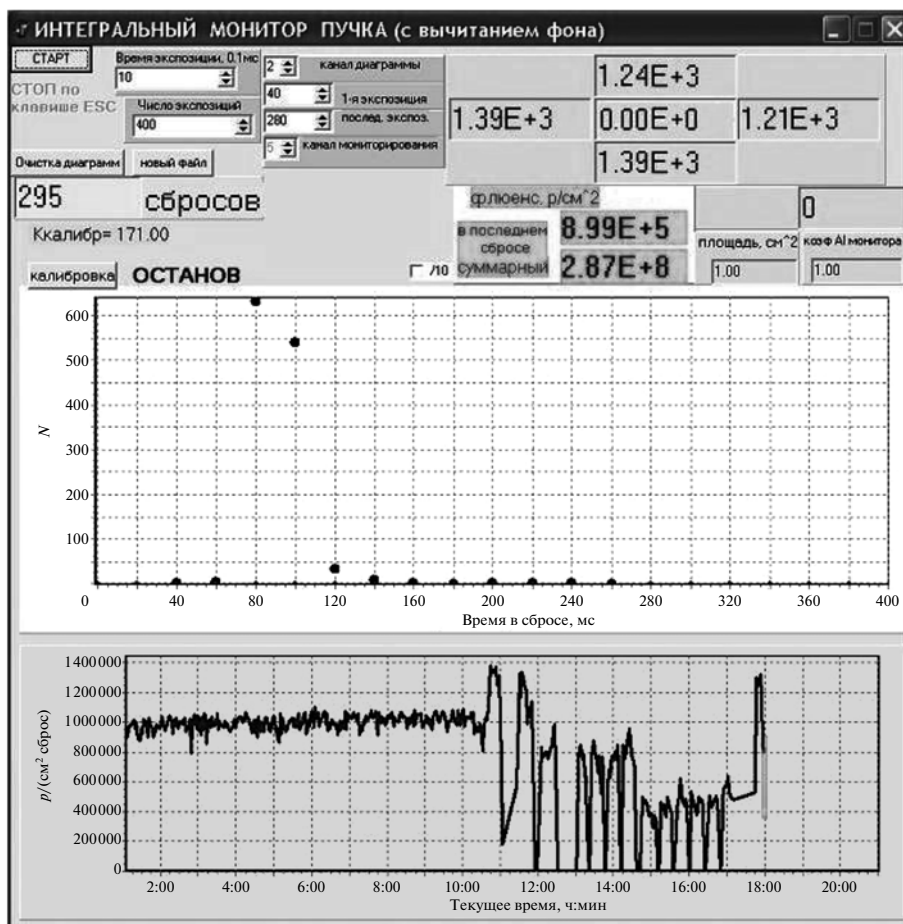 ИНТЕГРАЛЬНЫЙ МОНИТОР ПУЧКА (с вычитанием фона)
СТАРТ
СТОП по
клавише ESC
Время экспозиции, 0.1мс
10
Число экспозиций
400
2 канал диаграммы
40 1-я экспозиция
280 послед. экспоз.
5 канал мониторирования
1.24E+3
1.39E+3 0.00E+0 1.21E+3
1.39E+3
Очистка диаграмм новый файл
295 сбросов
Ккалибр= 171.00
калибровка ОСТАНОВ
/10
флюенс, р/см^2
в последнем
сбросе 8.99E+5
суммарный 2.87E+8
0
площадь, см^2 коэф Al монитора
1.00 1.00
600
500
400
300
200
100
N
0 40 80 120 160 200 240 280 320 360 400
Время в сбросе, мс
1400000
1200000
1000000
800000
600000
400000
200000
0
p/(см² сброс)
2:00 4:00 6:00 8:00 10:00 12:00 14:00 16:00 18:00 20:00
Текущее время, ч:мин